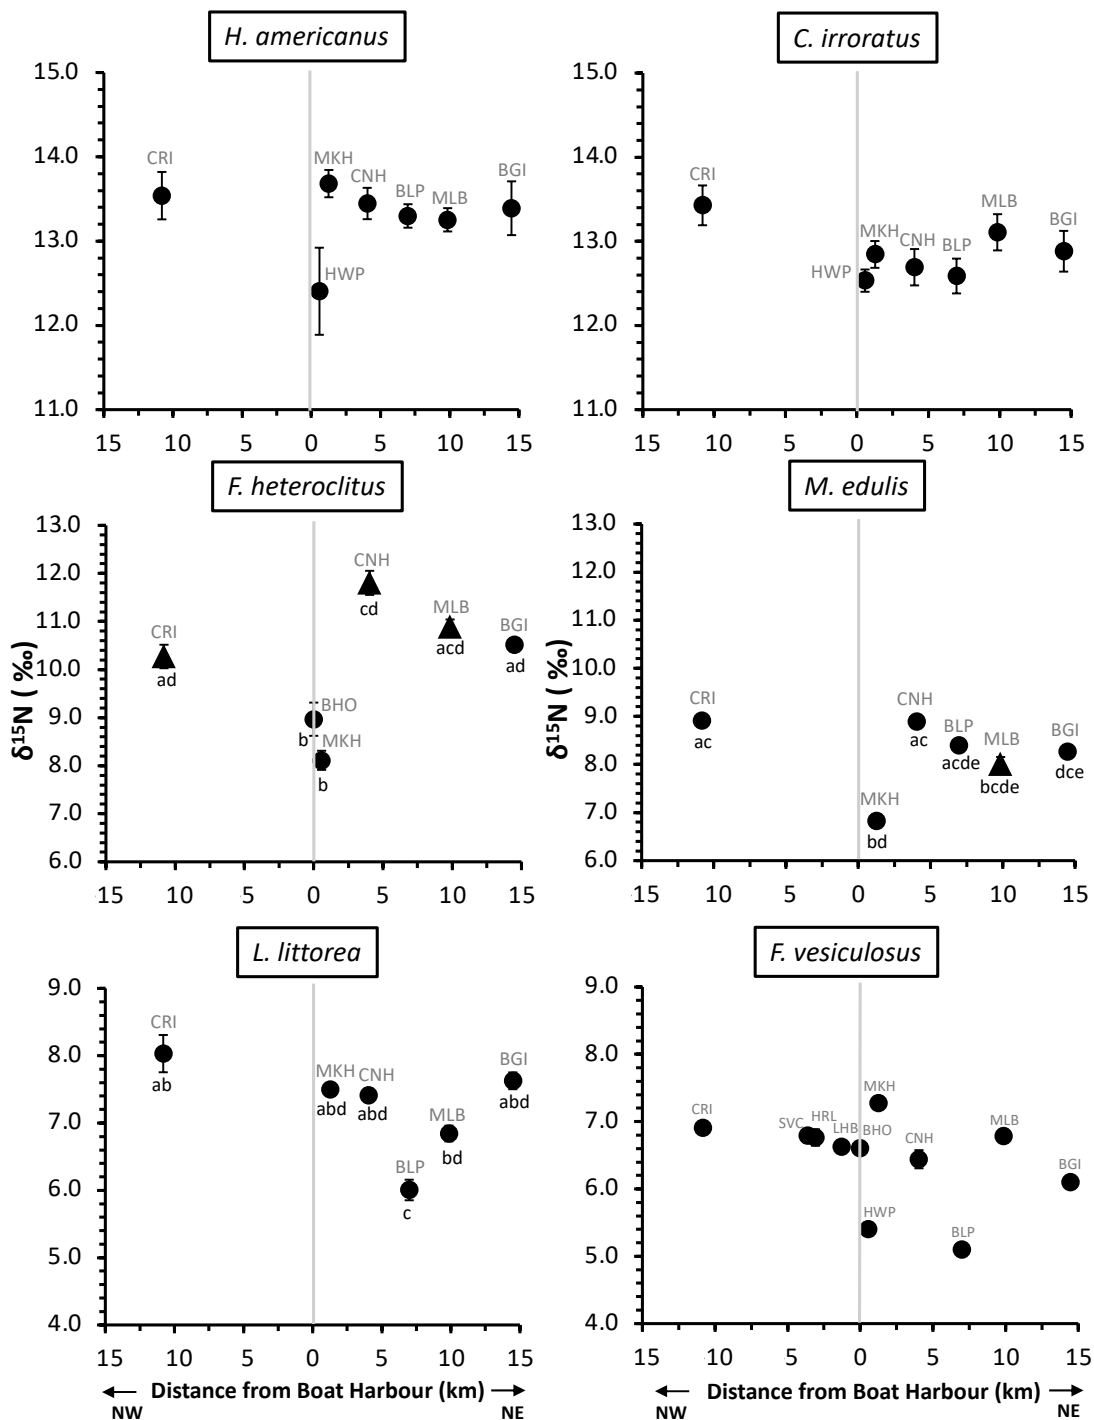 H. americanus
C. irroratus
15.0
14.0
13.0
12.0
11.0
CRI
MKH
CNH
BLP
MLB
BGI
HWP
15 10 5 0 5 10 15
15.0
14.0
13.0
12.0
11.0
CRI
HWP
MKH
CNH
BLP
MLB
BGI
15 10 5 0 5 10 15
F. heteroclitus
M. edulis
δ15N ( ‰)
13.0
12.0
11.0
10.0
9.0
8.0
7.0
6.0
CRI
ad
BHO
b
MKH
b
CNH
cd
MLB
acd
BGI
ad
15 10 5 0 5 10 15
δ15N ( ‰)
13.0
12.0
11.0
10.0
9.0
8.0
7.0
6.0
CRI
ac
MKH
bd
CNH
ac
BLP
acde
MLB
bcde
BGI
dce
15 10 5 0 5 10 15
L. littorea
F. vesiculosus
9.0
8.0
7.0
6.0
5.0
4.0
CRI
ab
MKH
abd
CNH
abd
BLP
c
MLB
bd
BGI
abd
15 10 5 0 5 10 15
Distance from Boat Harbour (km)
NW NE
9.0
8.0
7.0
6.0
5.0
4.0
CRI
SVC
HRL
LHB
BHO
MKH
HWP
CNH
BLP
MLB
BGI
15 10 5 0 5 10 15
Distance from Boat Harbour (km)
NW NE